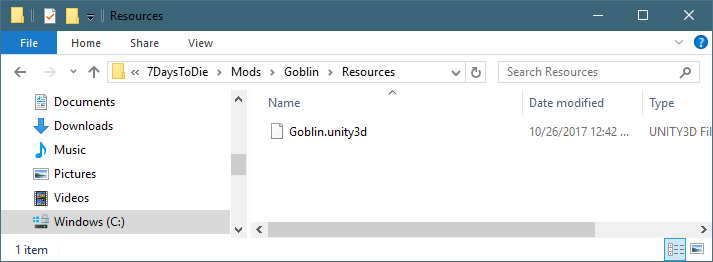 Resources
File Home Share View
« 7DaysToDie > Mods > Goblin > Resources
Search Resources
Documents
Downloads
Music
Pictures
Videos
Windows (C:)
Name Date modified Type
Goblin.unity3d 10/26/2017 12:42 ... UNITY3D Fil
1 item